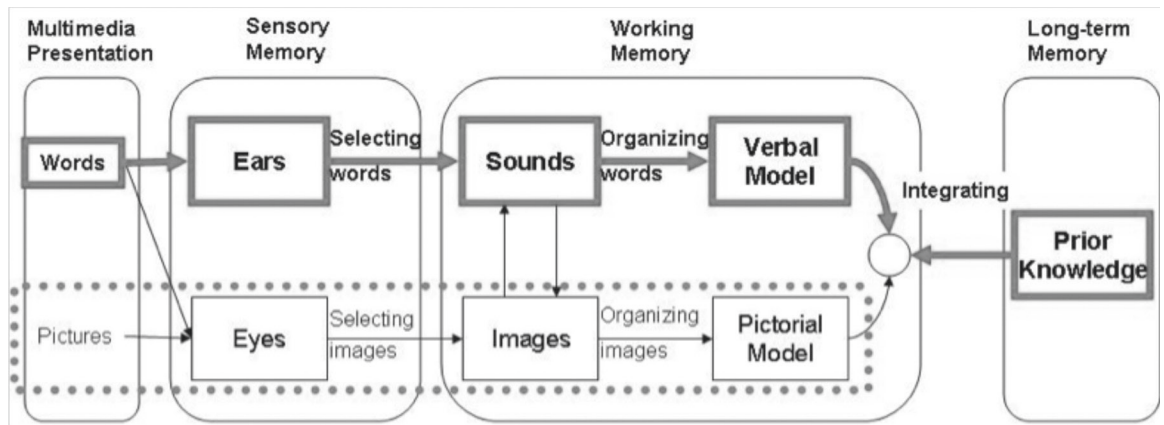 Multimedia
Presentation
Sensory
Memory
Working
Memory
Long-term
Memory
Words
Ears
Selecting
words
Sounds
Organizing
words
Verbal
Model
Integrating
Prior
Knowledge
Pictures
Eyes
Selecting
images
Images
Organizing
images
Pictorial
Model